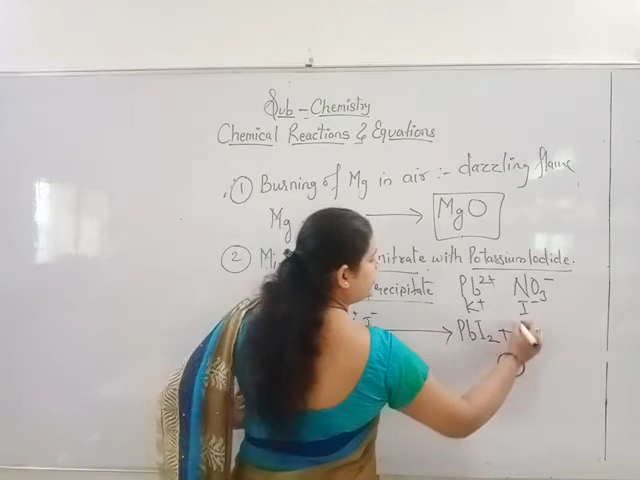 Sub - Chemistry
Chemical Reactions & Equations
① Burning of Mg in air :- dazzling flame
Mg → MgO
② nitrate with Potassium Iodide.
recipitate Pb²⁺ NO₃⁻
K⁺ I⁻
I⁻ → PbI₂ +